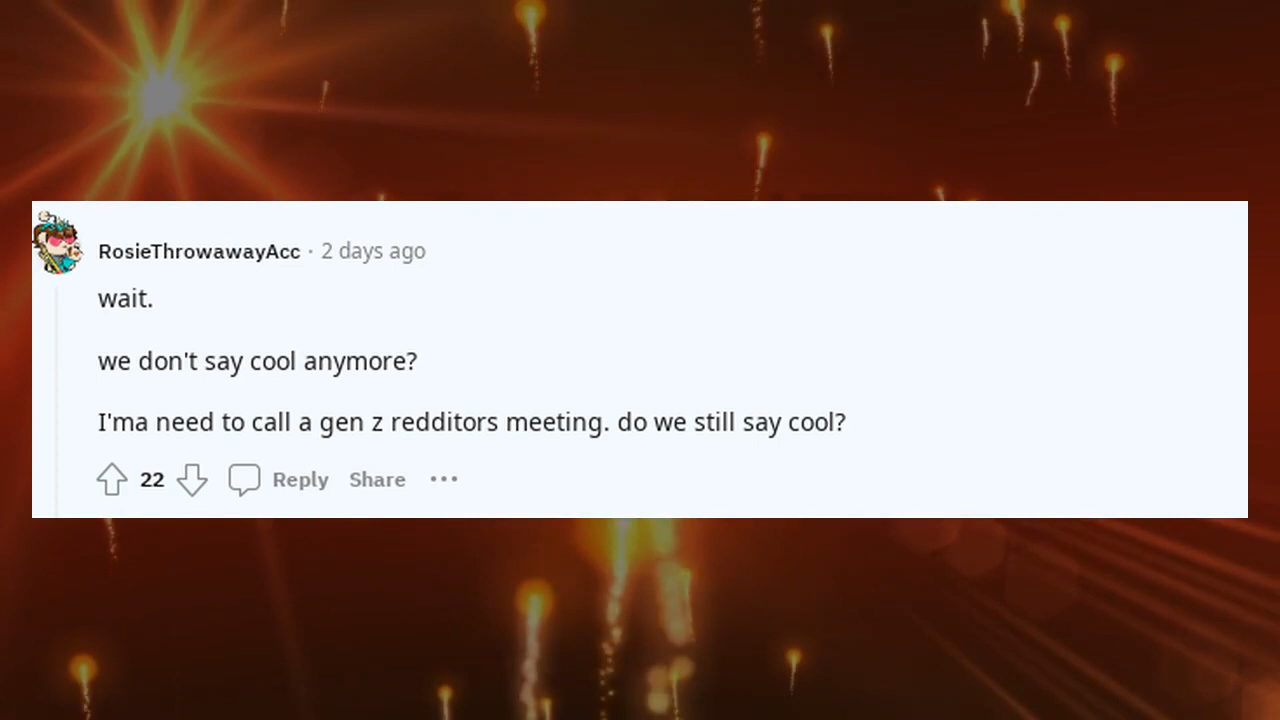 RosieThrowawayAcc · 2 days ago
wait.
we don't say cool anymore?
I'ma need to call a gen z redditors meeting. do we still say cool?
22 Reply Share ···